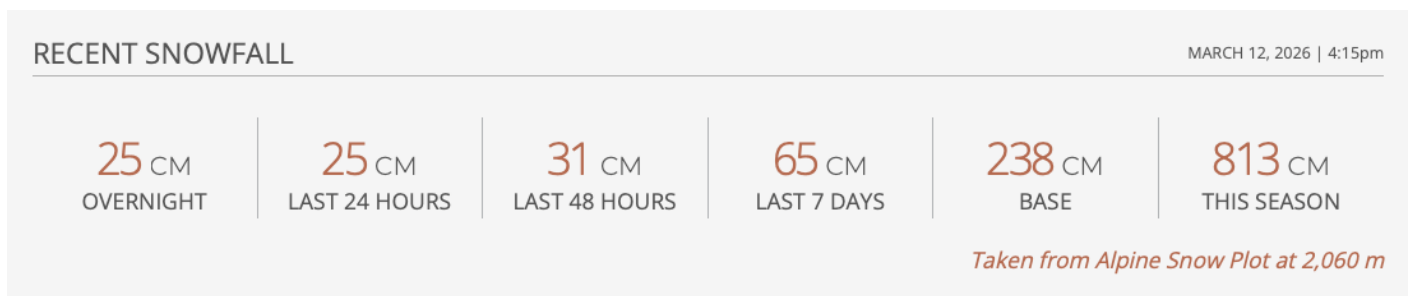 RECENT SNOWFALL
MARCH 12, 2026 | 4:15pm
25 CM
OVERNIGHT
25 CM
LAST 24 HOURS
31 CM
LAST 48 HOURS
65 CM
LAST 7 DAYS
238 CM
BASE
813 CM
THIS SEASON
Taken from Alpine Snow Plot at 2,060 m